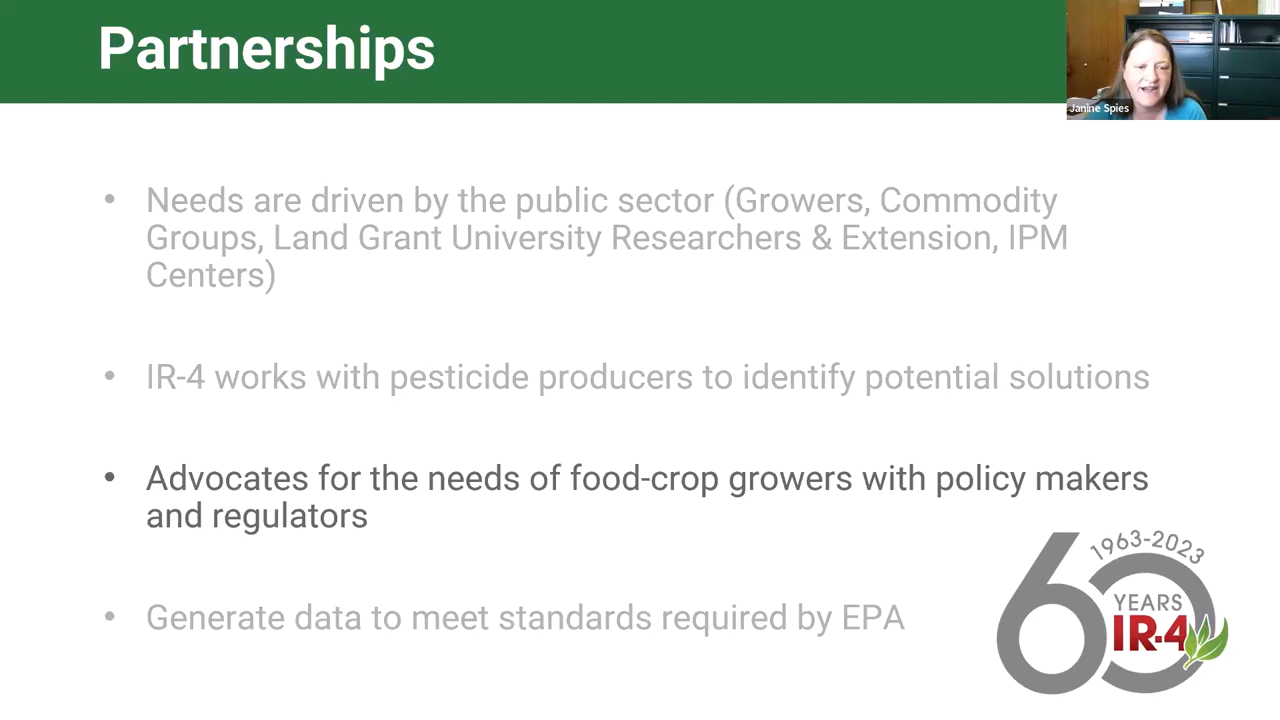 Partnerships
Janine Spies
• Needs are driven by the public sector (Growers, Commodity
Groups, Land Grant University Researchers & Extension, IPM
Centers)
• IR-4 works with pesticide producers to identify potential solutions
• Advocates for the needs of food-crop growers with policy makers
and regulators
• Generate data to meet standards required by EPA
1963-2023
60
YEARS
IR-4